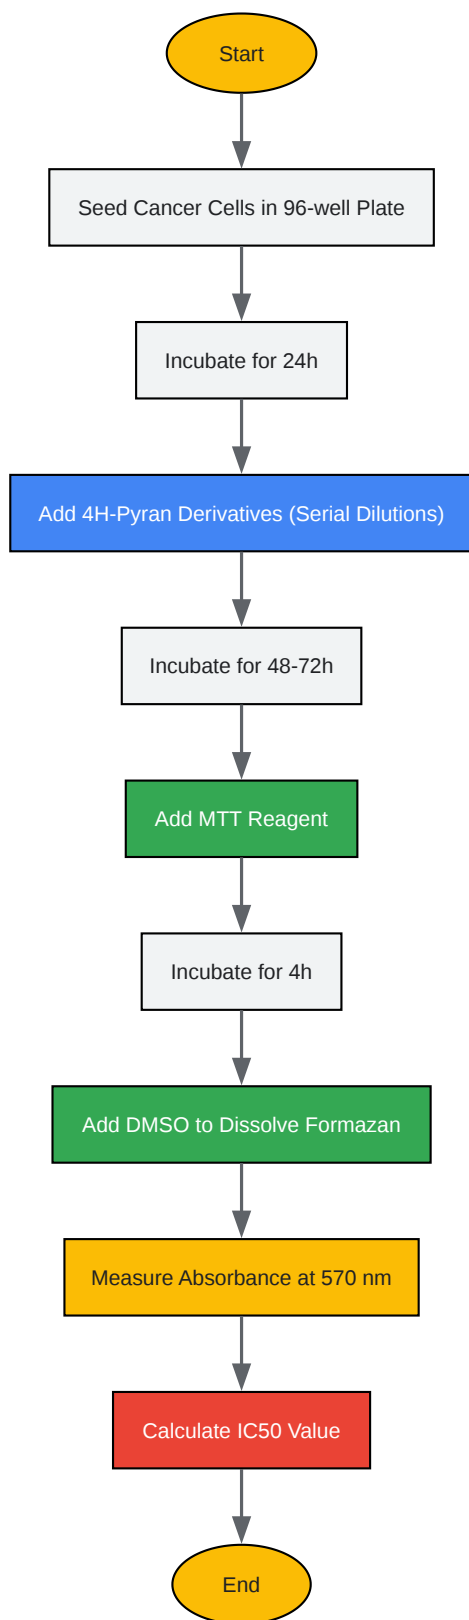 Start
Seed Cancer Cells in 96-well Plate
Incubate for 24h
Add 4H-Pyran Derivatives (Serial Dilutions)
Incubate for 48-72h
Add MTT Reagent
Incubate for 4h
Add DMSO to Dissolve Formazan
Measure Absorbance at 570 nm
Calculate IC50 Value
End